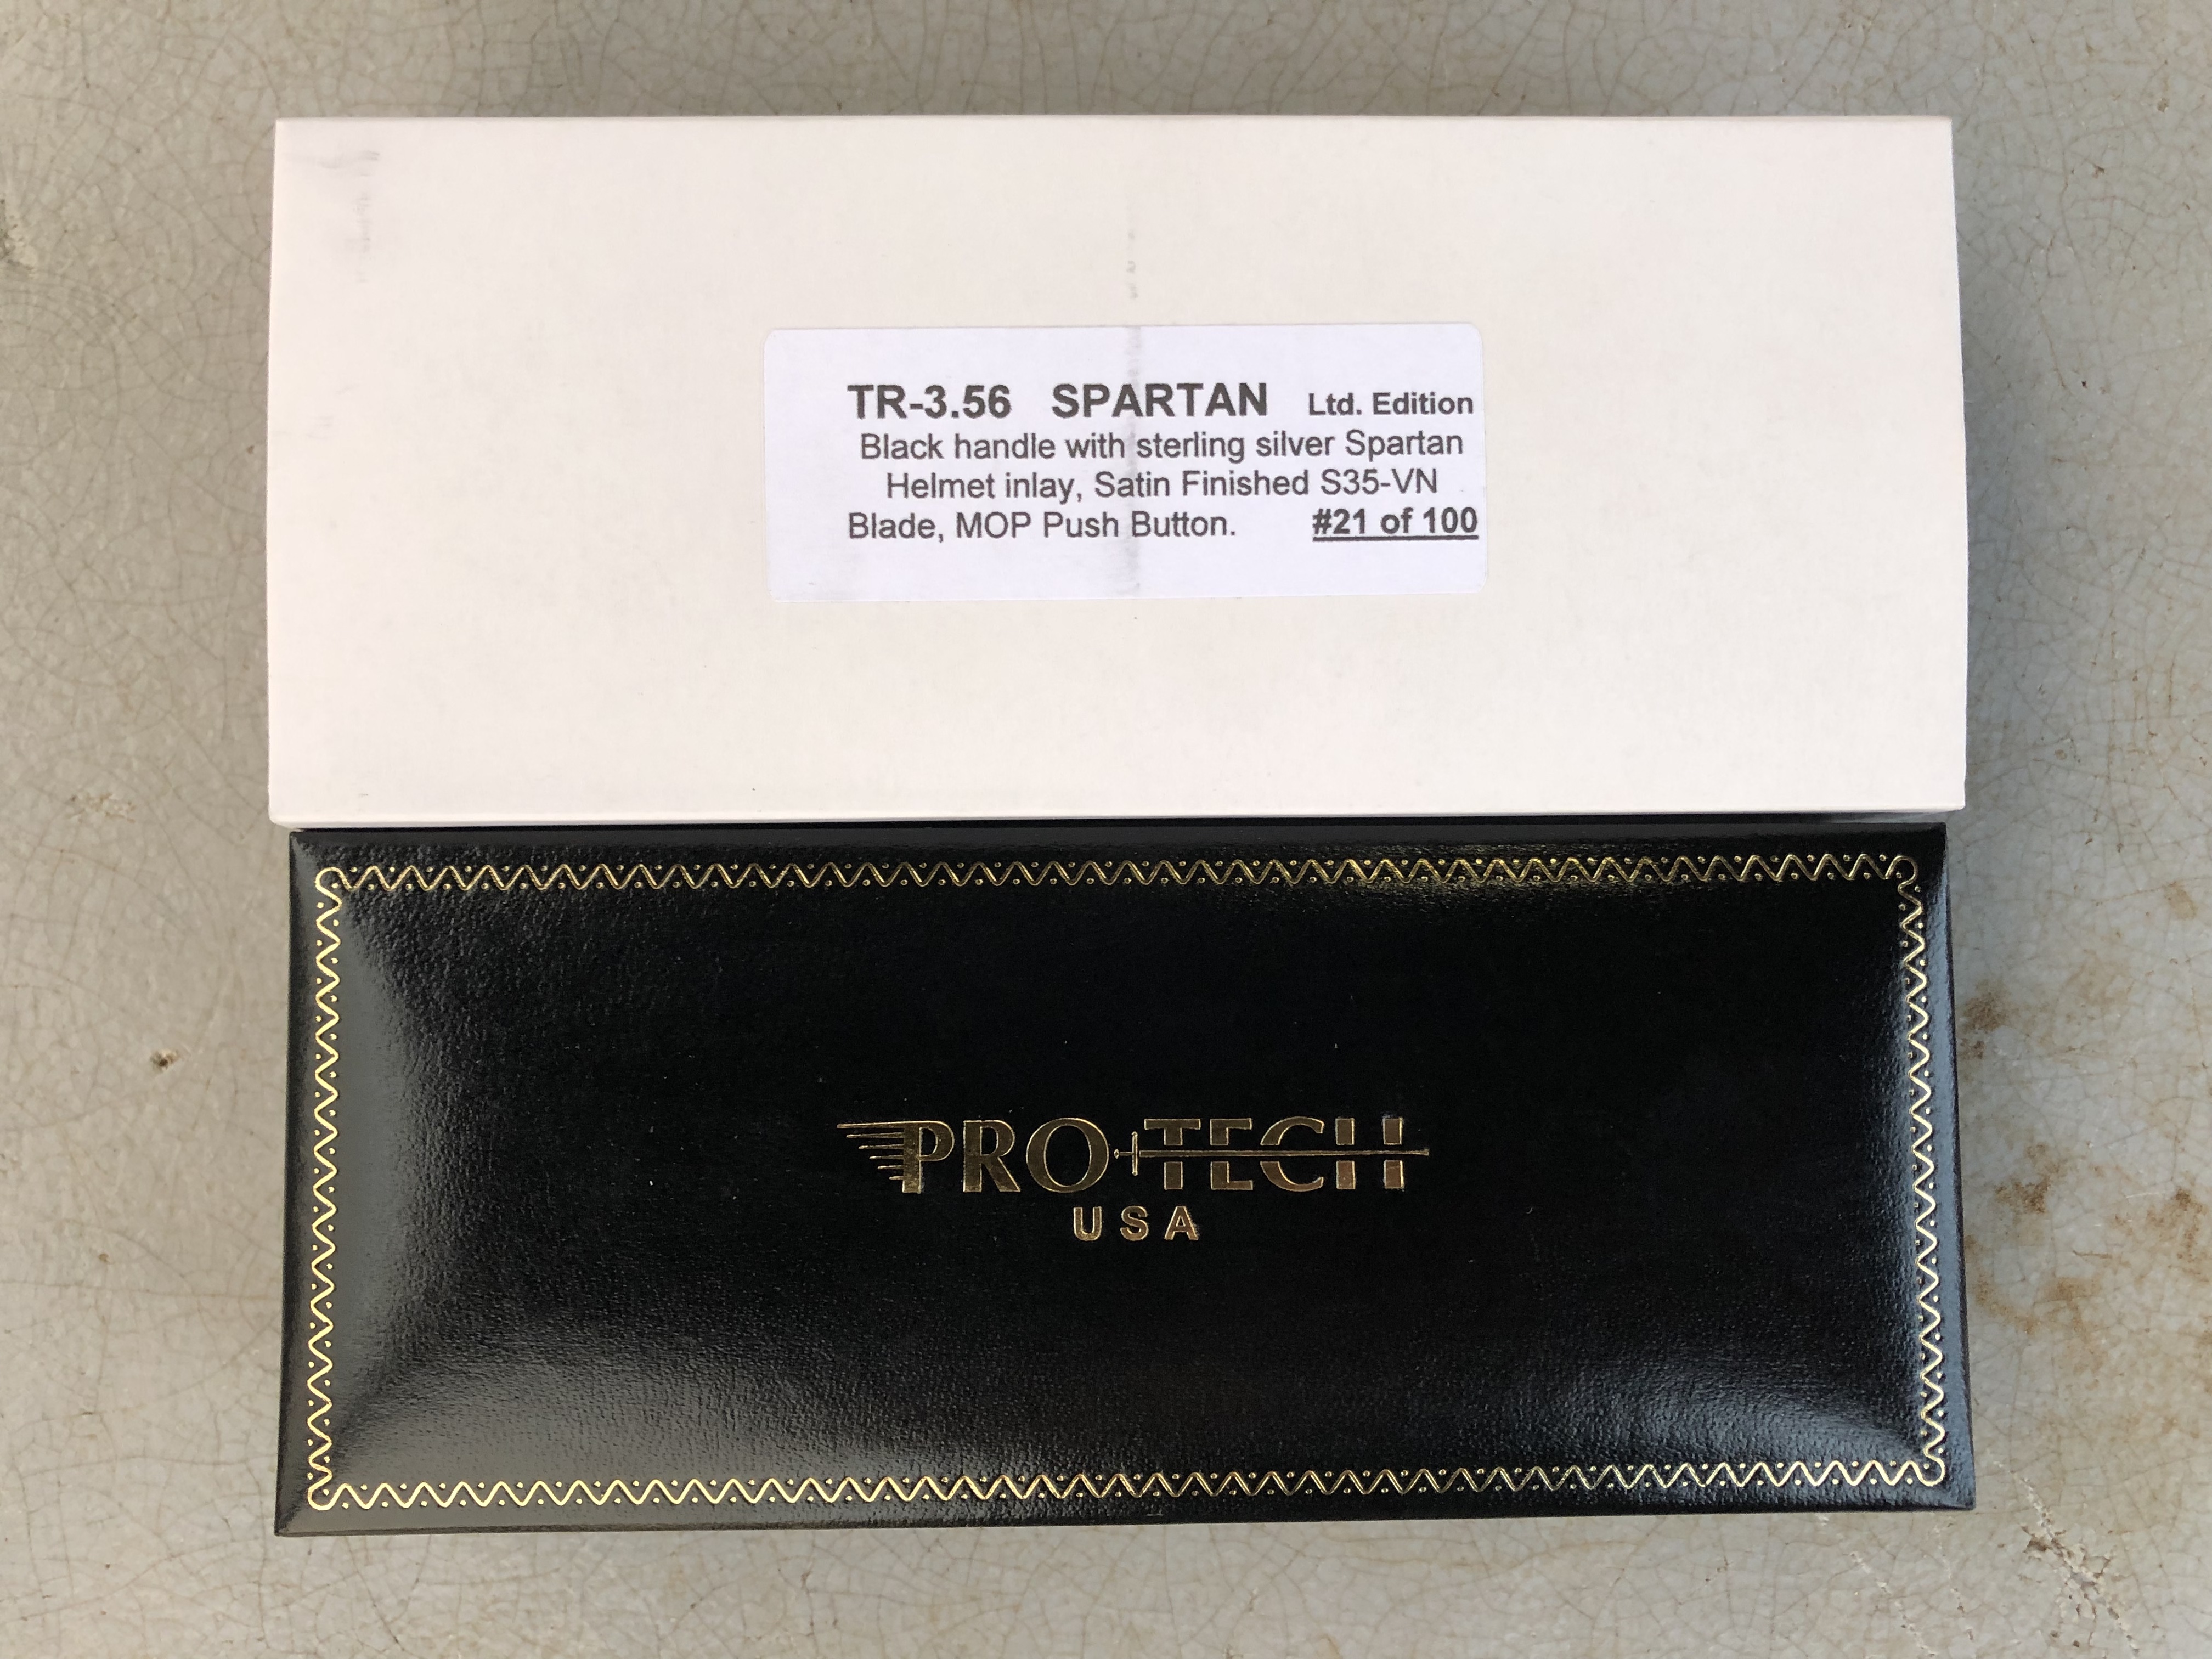 TR-3.56 SPARTAN Ltd. Edition
Black handle with sterling silver Spartan
Helmet inlay, Satin Finished S35-VN
Blade, MOP Push Button. #21 of 100
PRO-TECH
USA